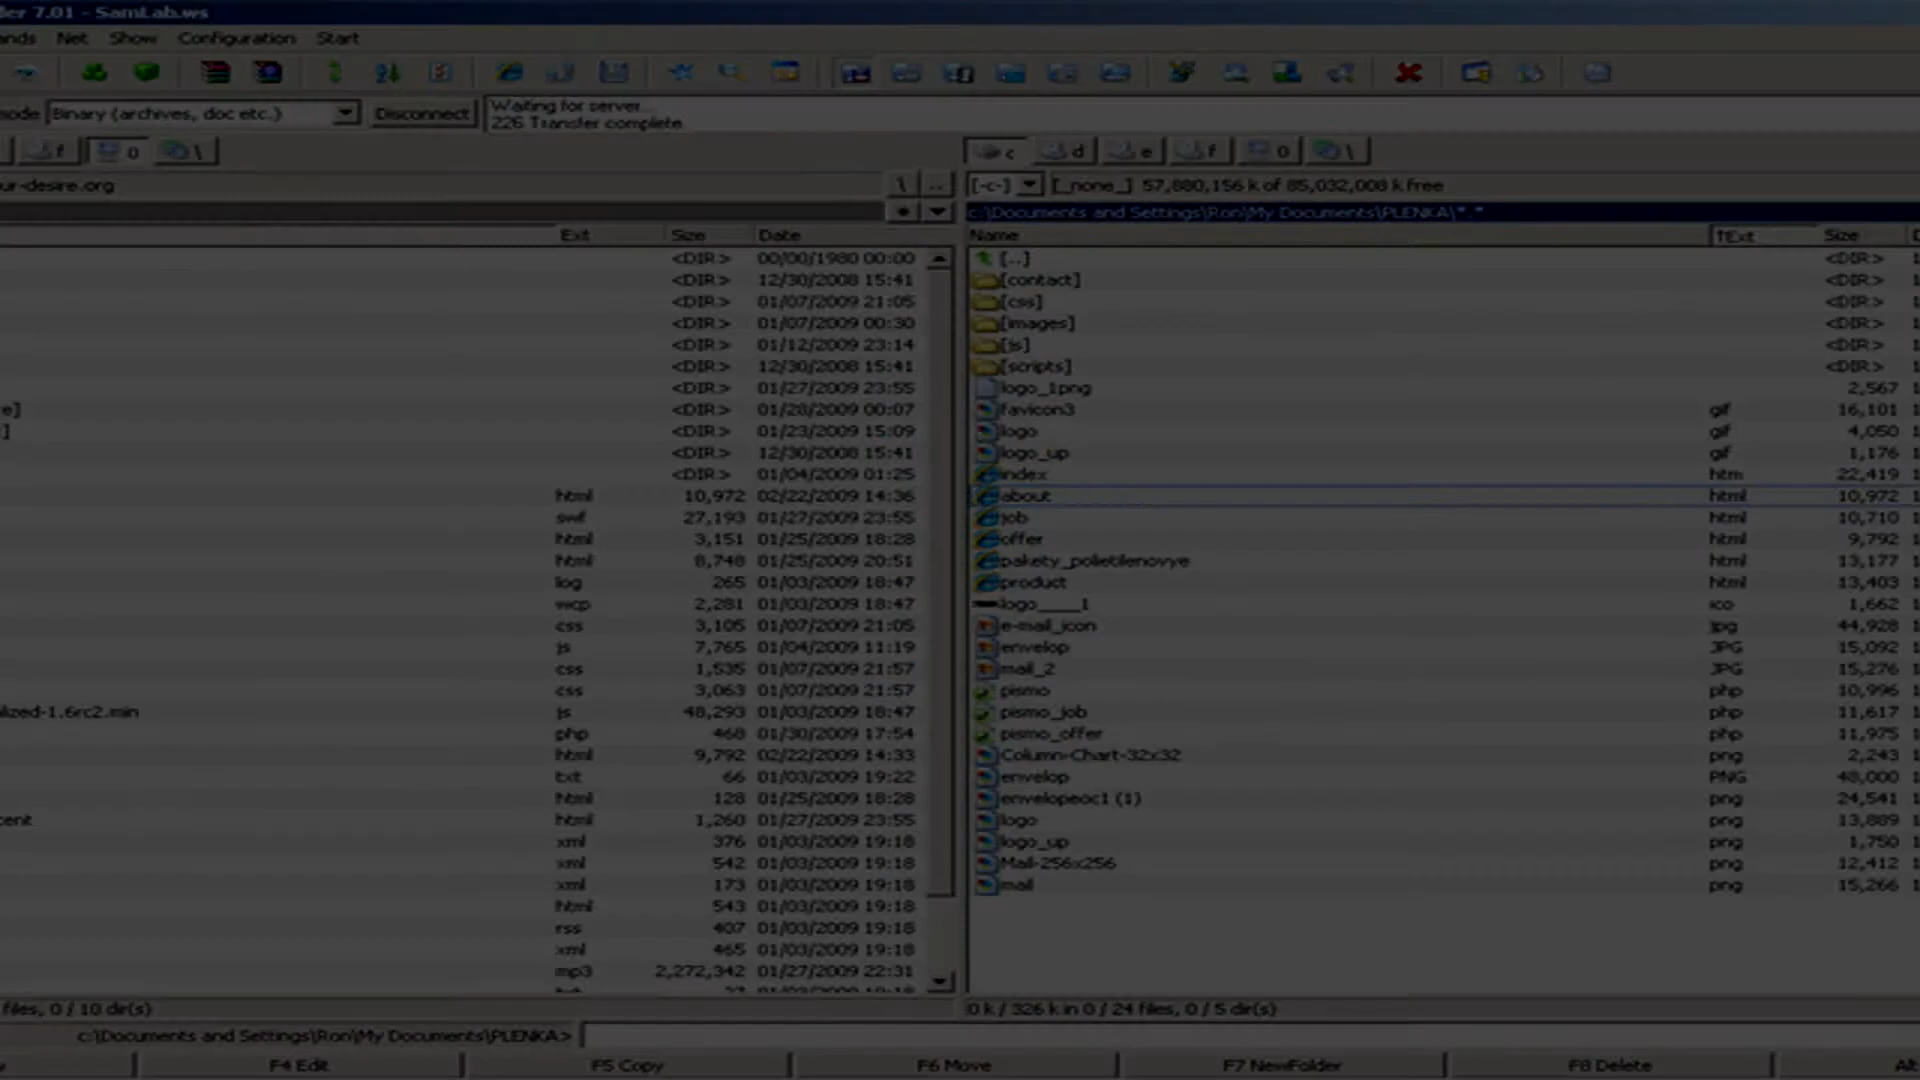 der 7.01 - SamLab.ws
ands Net Show Configuration Start
mode Binary (archives, doc etc.) Disconnect
Waiting for server...
226 Transfer complete.
f 0 \ c d e f 0 \
ur-desire.org \ .. [-c-] [_none_] 57,880,156 k of 85,032,008 k free
c:\Documents and Settings\Ron\My Documents\PLENKA\*.*
Ext Size Date Name ↑Ext Size
<DIR> 00/00/1980 00:00 [..] <DIR>
<DIR> 12/30/2008 15:41 [contact] <DIR>
<DIR> 01/07/2009 21:05 [css] <DIR>
<DIR> 01/07/2009 00:30 [images] <DIR>
<DIR> 01/12/2009 23:14 [js] <DIR>
<DIR> 12/30/2008 15:41 [scripts] <DIR>
<DIR> 01/27/2009 23:55 logo_1png 2,567
e] <DIR> 01/28/2009 00:07 favicon3 gif 16,101
] <DIR> 01/23/2009 15:09 logo gif 4,050
<DIR> 12/30/2008 15:41 logo_up gif 1,176
<DIR> 01/04/2009 01:25 index htm 22,419
html 10,972 02/22/2009 14:36 about html 10,972
swf 27,193 01/27/2009 23:55 job html 10,710
html 3,151 01/25/2009 18:28 offer html 9,792
html 8,748 01/25/2009 20:51 pakety_polietilenovye html 13,177
log 265 01/03/2009 18:47 product html 13,403
wcp 2,281 01/03/2009 18:47 logo____1 ico 1,662
css 3,105 01/07/2009 21:05 e-mail_icon jpg 44,928
js 7,765 01/04/2009 11:19 envelop JPG 15,092
css 1,535 01/07/2009 21:57 mail_2 JPG 15,276
css 3,063 01/07/2009 21:57 pismo php 10,996
alized-1.6rc2.min js 48,293 01/03/2009 18:47 pismo_job php 11,617
php 468 01/30/2009 17:54 pismo_offer php 11,975
html 9,792 02/22/2009 14:33 Column-Chart-32x32 png 2,243
txt 66 01/03/2009 19:22 envelop PNG 48,000
html 128 01/25/2009 18:28 envelopeoc1 (1) png 24,541
cent html 1,260 01/27/2009 23:55 logo png 13,889
xml 376 01/03/2009 19:18 logo_up png 1,750
xml 542 01/03/2009 19:18 Mail-256x256 png 12,412
xml 173 01/03/2009 19:18 mail png 15,266
html 543 01/03/2009 19:18
rss 407 01/03/2009 19:18
xml 465 01/03/2009 19:18
mp3 2,272,342 01/27/2009 22:31
files, 0 / 10 dir(s) 0 k / 326 k in 0 / 24 files, 0 / 5 dir(s)
c:\Documents and Settings\Ron\My Documents\PLENKA>
F4 Edit F5 Copy F6 Move F7 NewFolder F8 Delete Alt